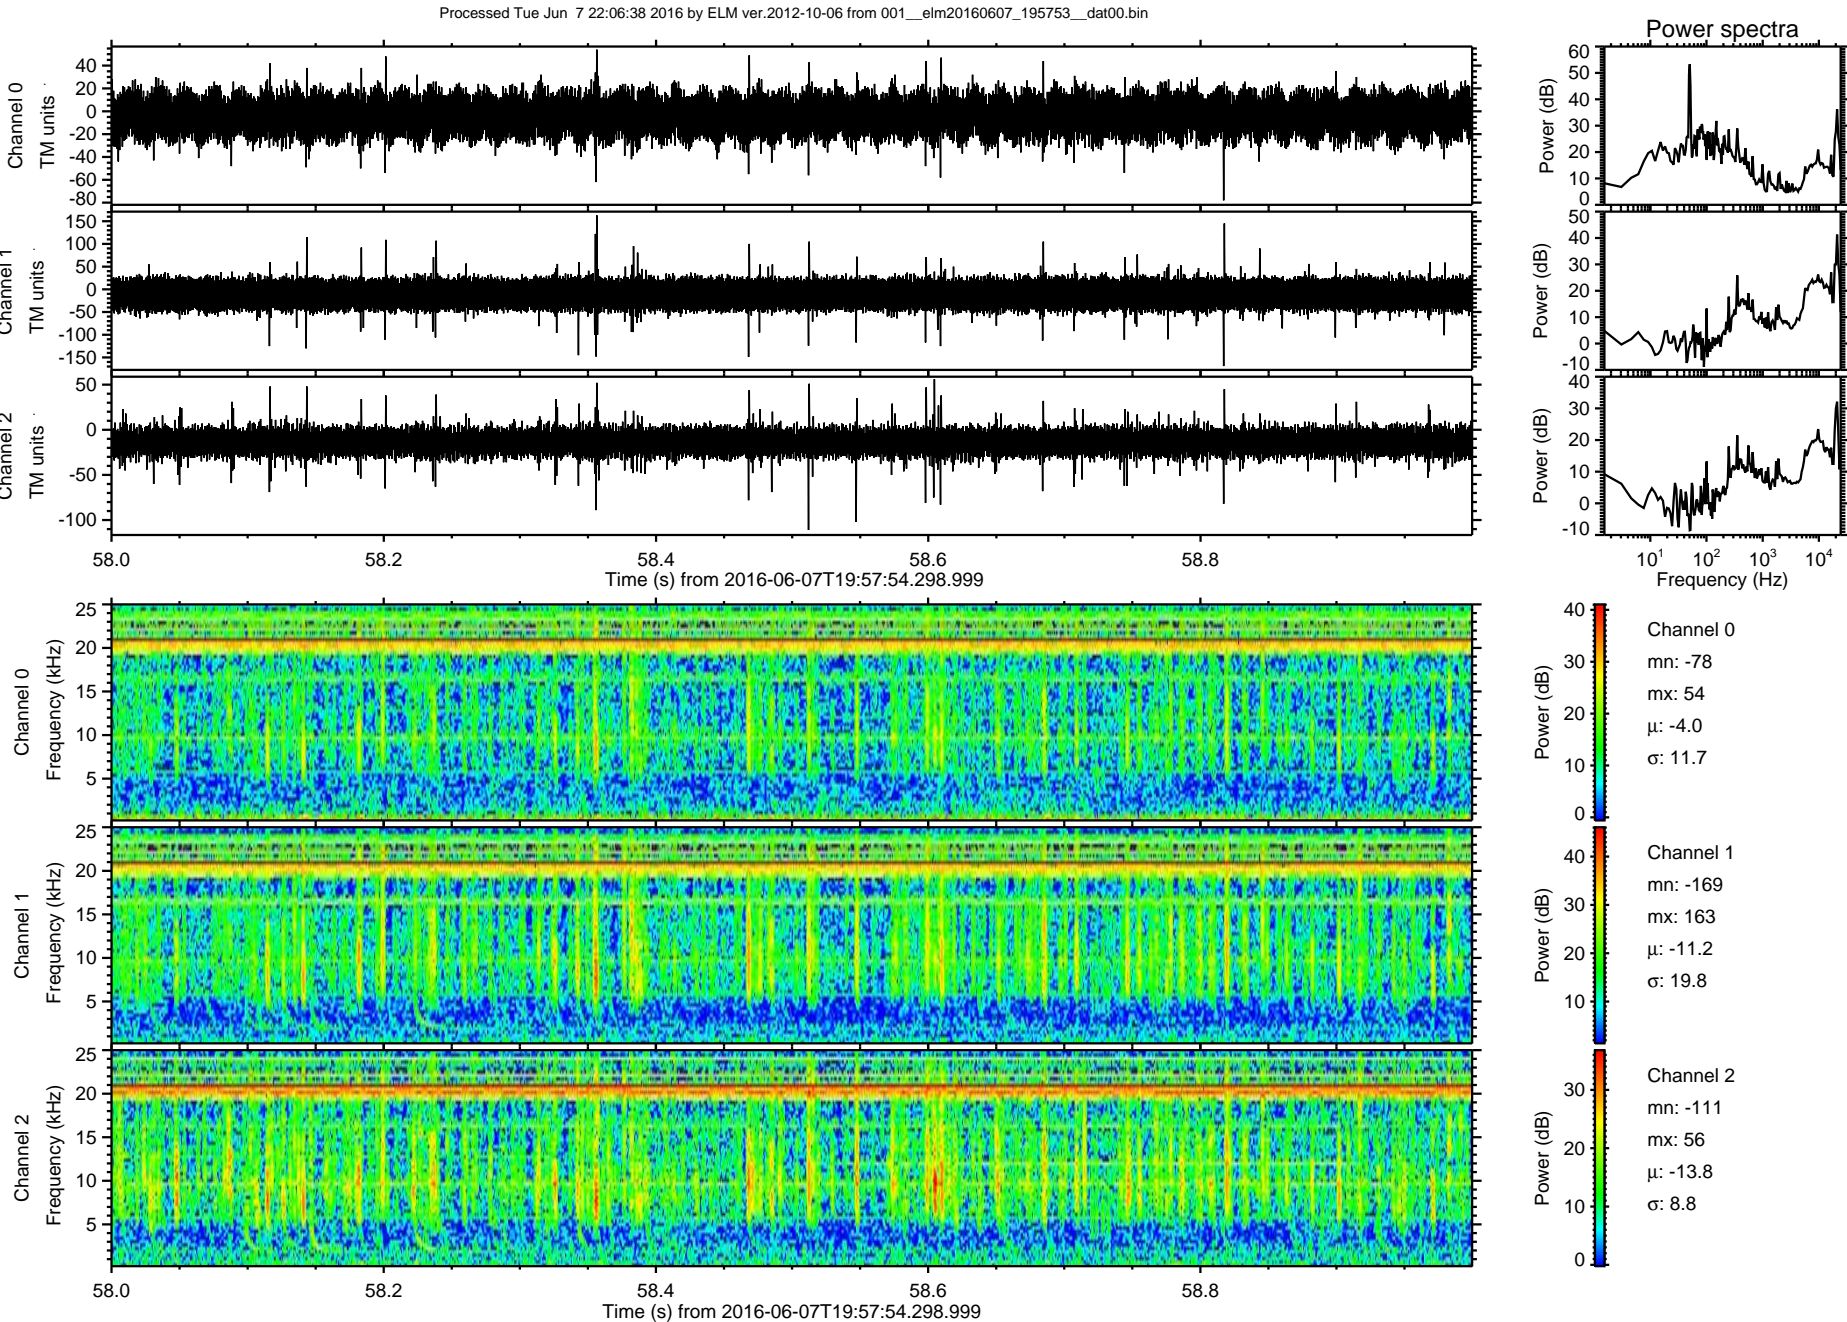 Processed Tue Jun 7 22:06:38 2016 by ELM ver.2012-10-06 from 001__elm20160607_195753__dat00.bin
Power spectra
Channel 0
TM units
40
20
0
-20
-40
-60
-80
Power (dB)
60
50
40
30
20
10
0
Channel 1
TM units
150
100
50
0
-50
-100
-150
Power (dB)
50
40
30
20
10
0
-10
Channel 2
TM units
50
0
-50
-100
Power (dB)
40
30
20
10
0
-10
58.0 58.2 58.4 58.6 58.8
Time (s) from 2016-06-07T19:57:54.298.999
10¹ 10² 10³ 10⁴
Frequency (Hz)
Channel 0
Frequency (kHz)
25
20
15
10
5
Power (dB)
40
30
20
10
0
Channel 0
mn: -78
mx: 54
μ: -4.0
σ: 11.7
Channel 1
Frequency (kHz)
25
20
15
10
5
Power (dB)
40
30
20
10
Channel 1
mn: -169
mx: 163
μ: -11.2
σ: 19.8
Channel 2
Frequency (kHz)
25
20
15
10
5
Power (dB)
30
20
10
0
Channel 2
mn: -111
mx: 56
μ: -13.8
σ: 8.8
58.0 58.2 58.4 58.6 58.8
Time (s) from 2016-06-07T19:57:54.298.999